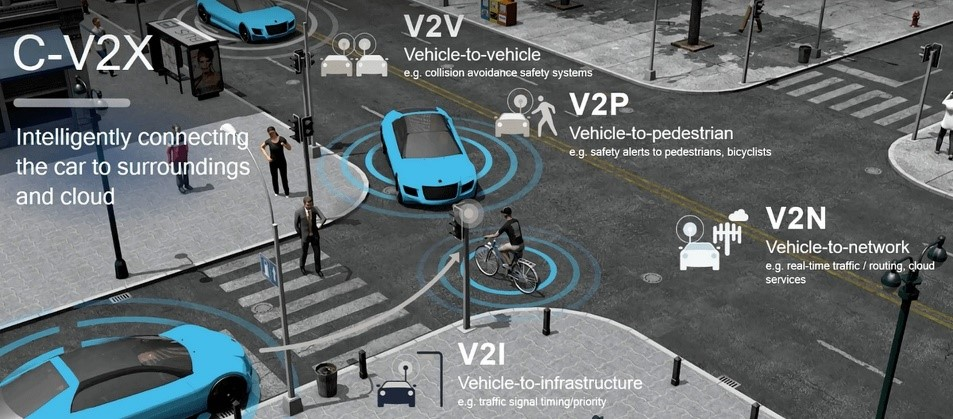 C-V2X
Intelligently connecting
the car to surroundings
and cloud
V2V
Vehicle-to-vehicle
e.g. collision avoidance safety systems
V2P
Vehicle-to-pedestrian
e.g. safety alerts to pedestrians, bicyclists
V2N
Vehicle-to-network
e.g. real-time traffic / routing, cloud
services
V2I
Vehicle-to-infrastructure
e.g. traffic signal timing/priority